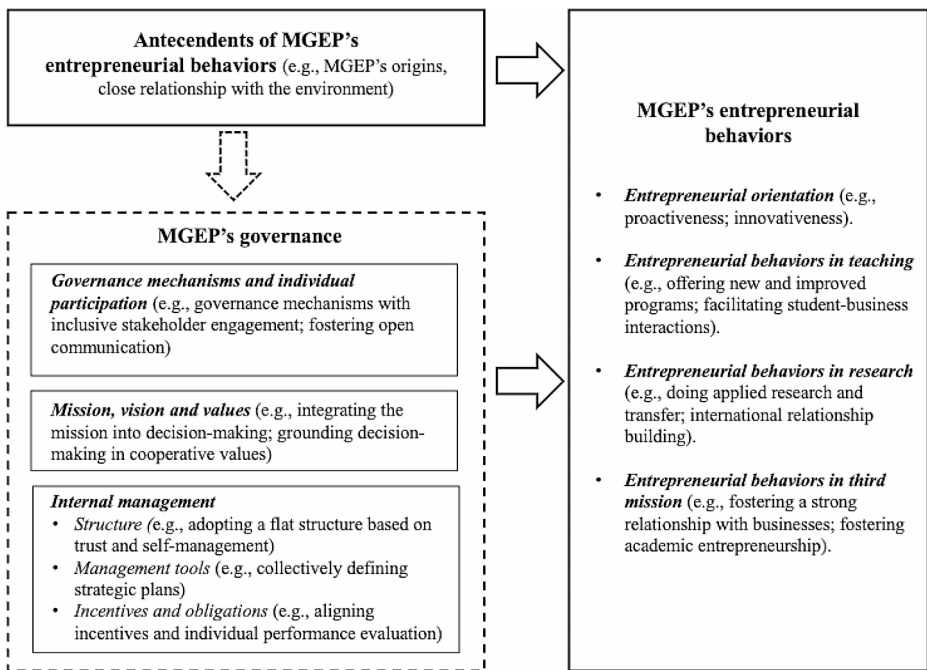 Antecendents of MGEP's
entrepreneurial behaviors (e.g., MGEP's origins,
close relationship with the environment)
MGEP's governance
Governance mechanisms and individual
participation (e.g., governance mechanisms with
inclusive stakeholder engagement; fostering open
communication)
Mission, vision and values (e.g., integrating the
mission into decision-making; grounding decision-
making in cooperative values)
Internal management
• Structure (e.g., adopting a flat structure based on
trust and self-management)
• Management tools (e.g., collectively defining
strategic plans)
• Incentives and obligations (e.g., aligning
incentives and individual performance evaluation)
MGEP's entrepreneurial
behaviors
• Entrepreneurial orientation (e.g.,
proactiveness; innovativeness).
• Entrepreneurial behaviors in teaching
(e.g., offering new and improved
programs; facilitating student-business
interactions).
• Entrepreneurial behaviors in research
(e.g., doing applied research and
transfer; international relationship
building).
• Entrepreneurial behaviors in third
mission (e.g., fostering a strong
relationship with businesses; fostering
academic entrepreneurship).